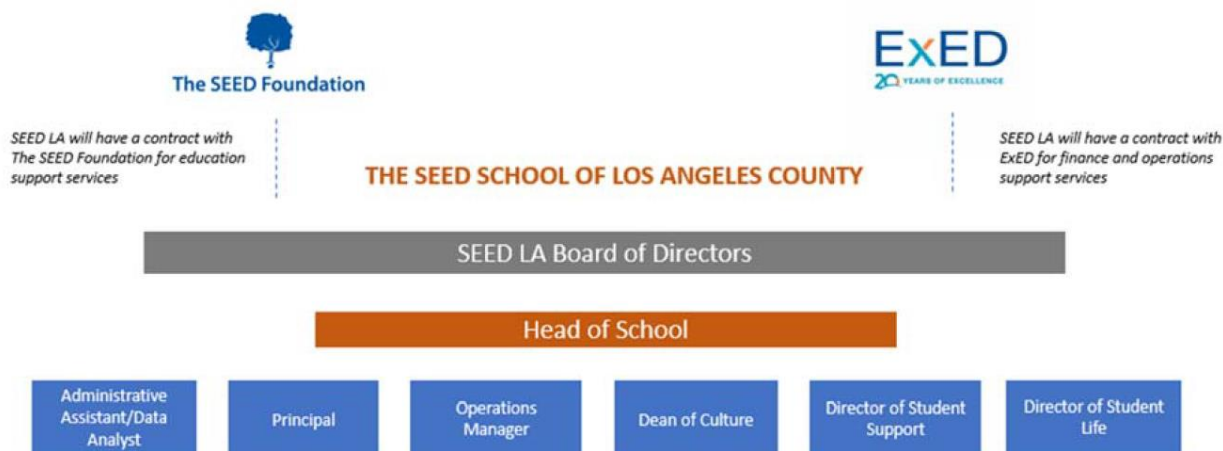 The SEED Foundation
ExED
20 YEARS OF EXCELLENCE
SEED LA will have a contract with
The SEED Foundation for education
support services
SEED LA will have a contract with
ExED for finance and operations
support services
THE SEED SCHOOL OF LOS ANGELES COUNTY
SEED LA Board of Directors
Head of School
Administrative
Assistant/Data
Analyst
Principal
Operations
Manager
Dean of Culture
Director of Student
Support
Director of Student
Life